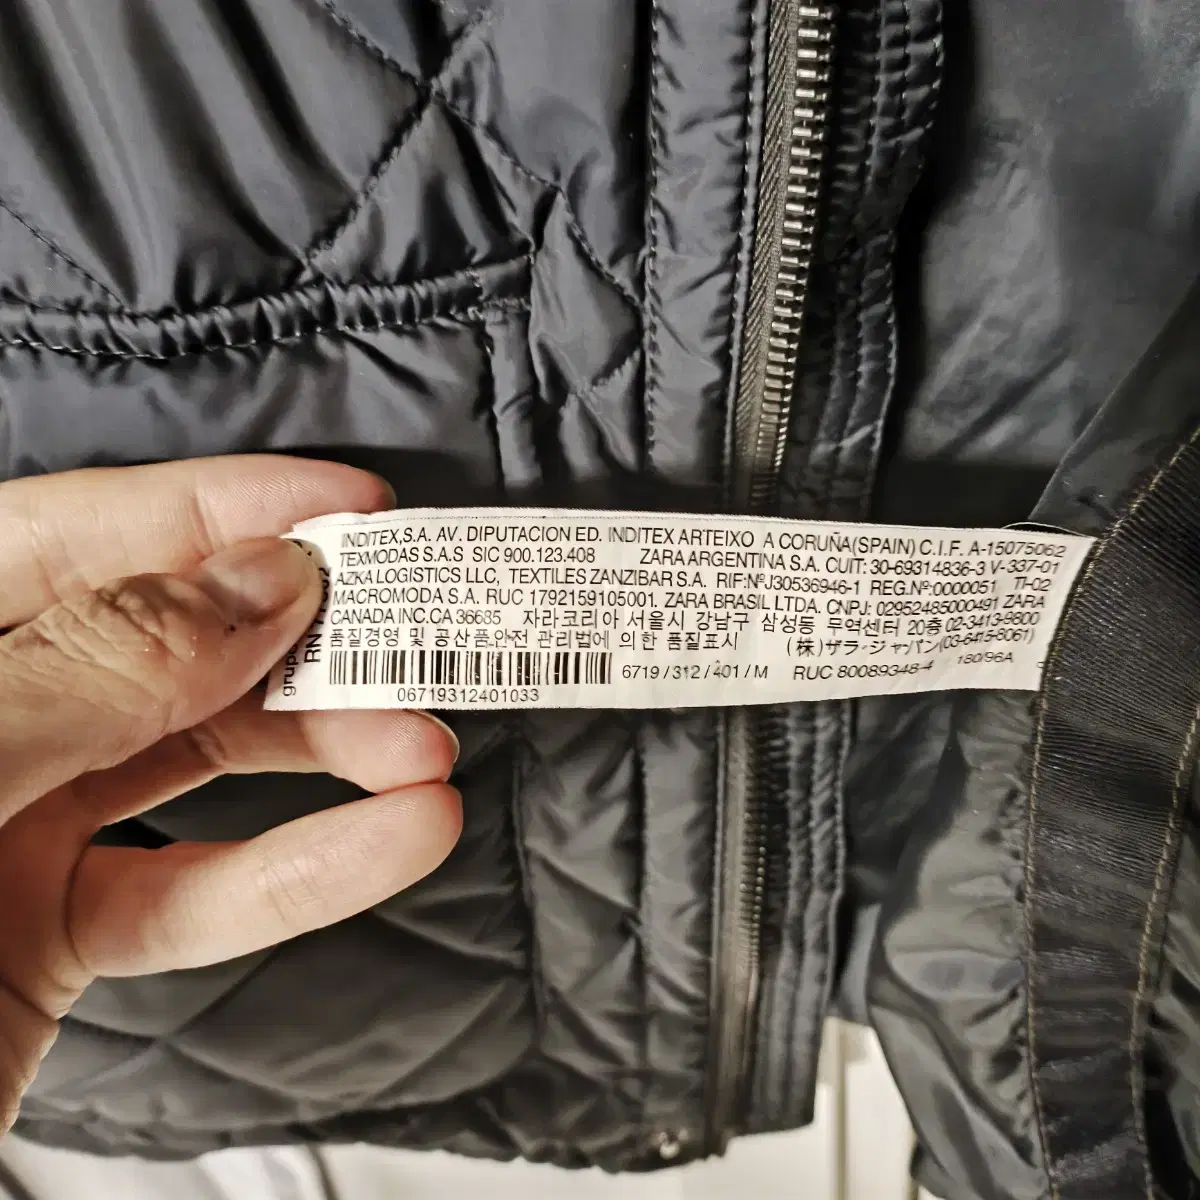 INDITEX,S.A. AV. DIPUTACION ED. INDITEX ARTEIXO A CORUÑA(SPAIN) C.I.F. A-15075062
TEXMODAS S.A.S SIC 900.123.408 ZARA ARGENTINA S.A. CUIT: 30-69314836-3 V-337-01
AZKA LOGISTICS LLC, TEXTILES ZANZIBAR S.A. RIF:NºJ30536946-1 REG.Nº:0000051 TI-02
MACROMODA S.A. RUC 1792159105001. ZARA BRASIL LTDA. CNPJ: 02952485000491 ZARA
CANADA INC.CA 36685 자라코리아 서울시 강남구 삼성동 무역센터 20층 02-3413-9800
품질경영 및 공산품안전 관리법에 의한 품질표시 (株)ザラ・ジャパン(03-6415-8061)
6719/312/401/M RUC 80089348-4 180/96A
06719312401033
grup
RN